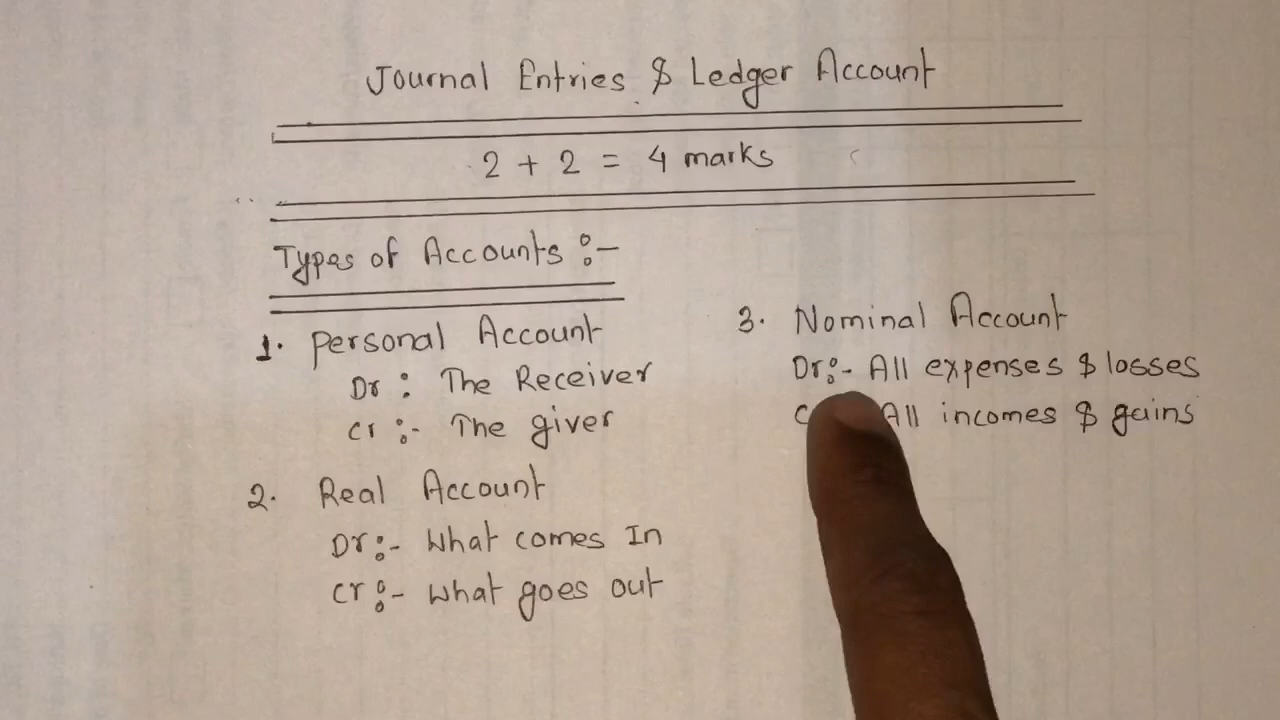 Journal Entries & Ledger Account
2 + 2 = 4 marks
Types of Accounts :-
1. Personal Account
Dr : The Receiver
Cr :- The giver
2. Real Account
Dr :- What comes In
Cr :- What goes out
3. Nominal Account
Dr :- All expenses & losses
All incomes & gains